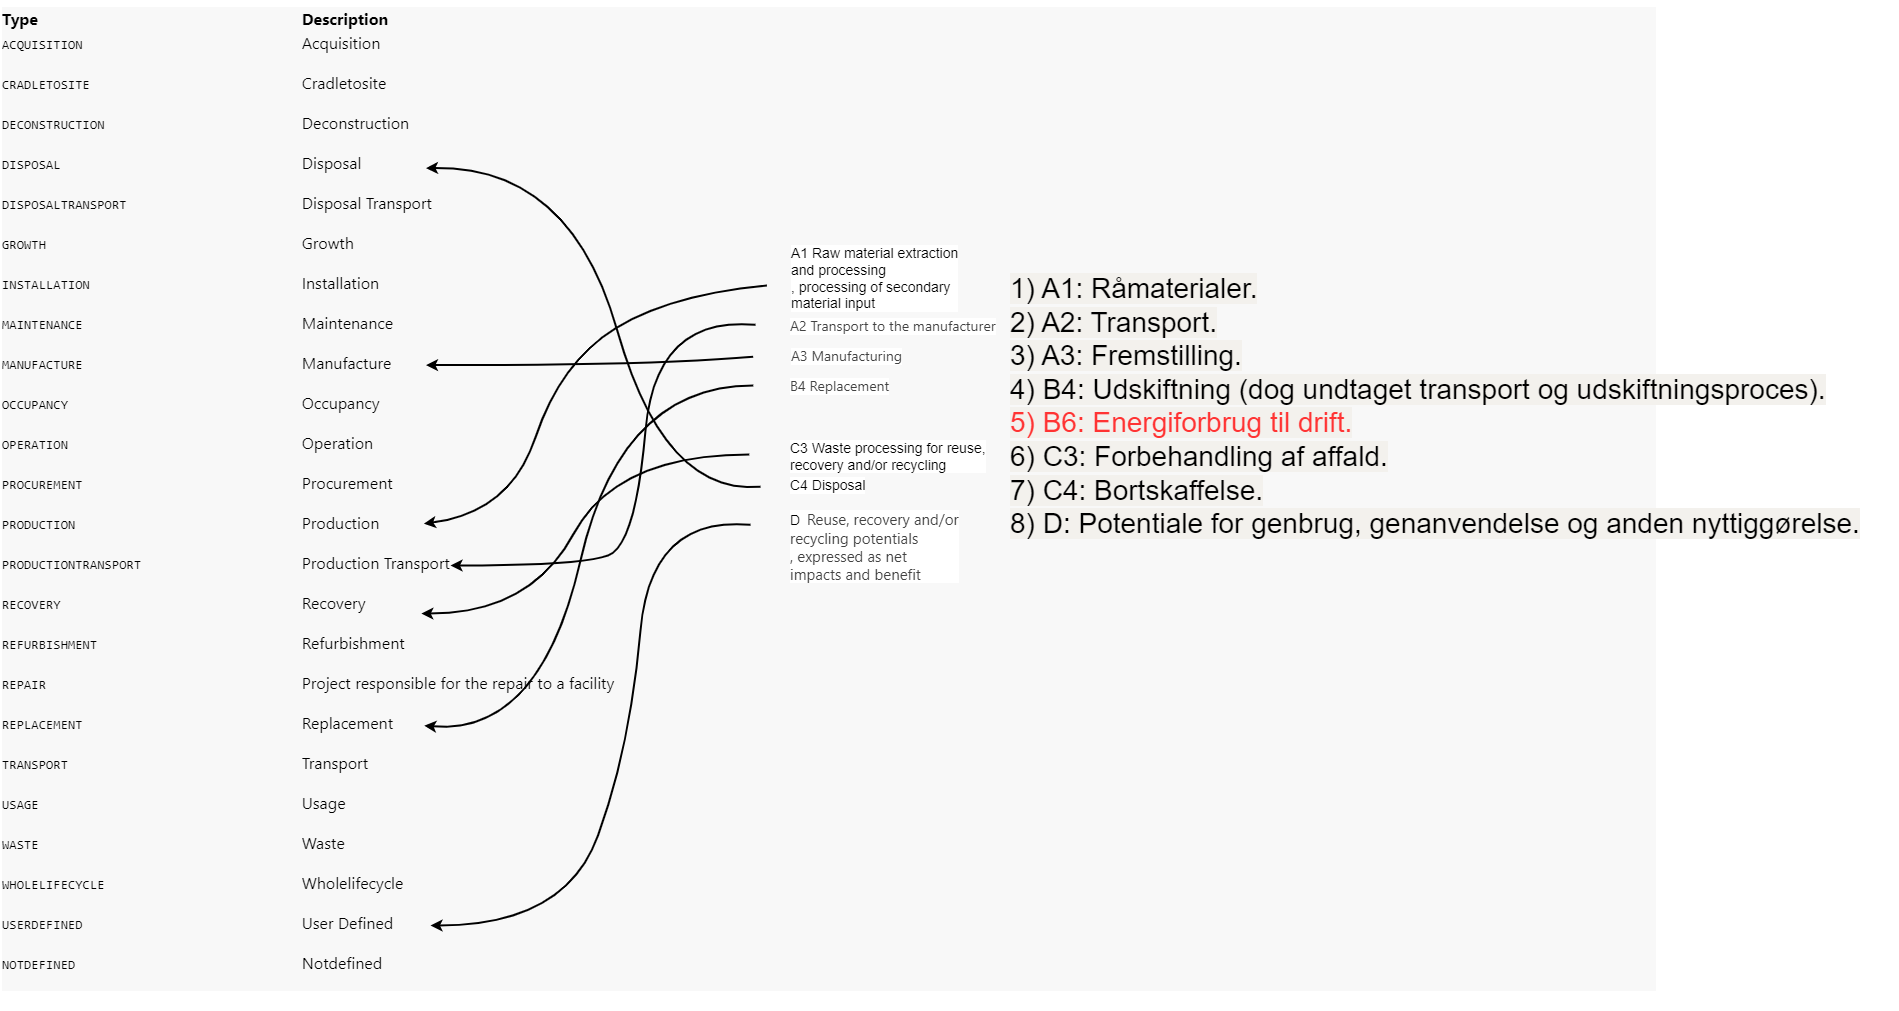 Type Description
ACQUISITION Acquisition
CRADLETOSITE Cradletosite
DECONSTRUCTION Deconstruction
DISPOSAL Disposal
DISPOSALTRANSPORT Disposal Transport
GROWTH Growth
INSTALLATION Installation
MAINTENANCE Maintenance
MANUFACTURE Manufacture
OCCUPANCY Occupancy
OPERATION Operation
PROCUREMENT Procurement
PRODUCTION Production
PRODUCTIONTRANSPORT Production Transport
RECOVERY Recovery
REFURBISHMENT Refurbishment
REPAIR Project responsible for the repair to a facility
REPLACEMENT Replacement
TRANSPORT Transport
USAGE Usage
WASTE Waste
WHOLELIFECYCLE Wholelifecycle
USERDEFINED User Defined
NOTDEFINED Notdefined
A1 Raw material extraction
and processing
, processing of secondary
material input
A2 Transport to the manufacturer
A3 Manufacturing
B4 Replacement
C3 Waste processing for reuse,
recovery and/or recycling
C4 Disposal
D Reuse, recovery and/or
recycling potentials
, expressed as net
impacts and benefit
1) A1: Råmaterialer.
2) A2: Transport.
3) A3: Fremstilling.
4) B4: Udskiftning (dog undtaget transport og udskiftningsproces).
5) B6: Energiforbrug til drift.
6) C3: Forbehandling af affald.
7) C4: Bortskaffelse.
8) D: Potentiale for genbrug, genanvendelse og anden nyttiggørelse.